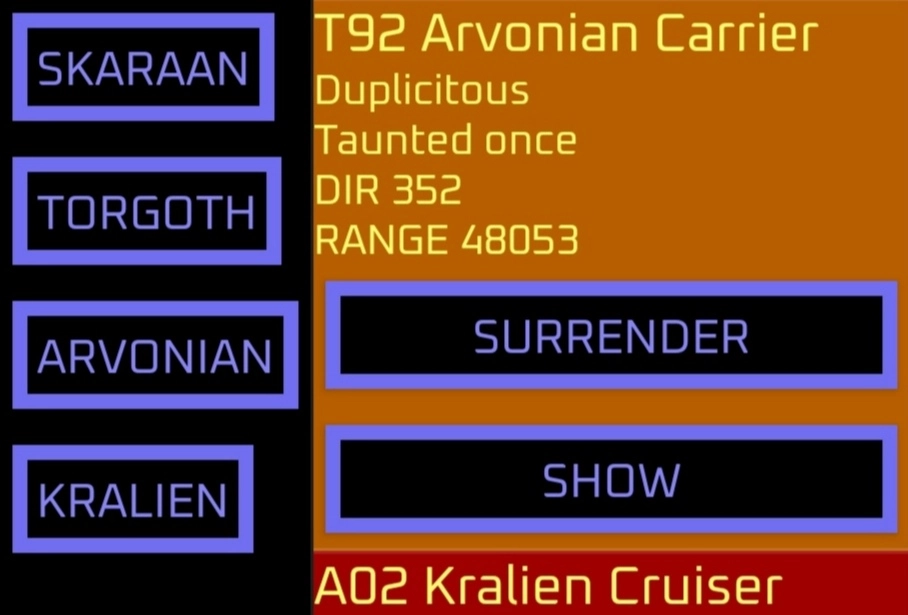 SKARAAN
TORGOTH
ARVONIAN
KRALIEN
T92 Arvonian Carrier
Duplicitous
Taunted once
DIR 352
RANGE 48053
SURRENDER
SHOW
A02 Kralien Cruiser